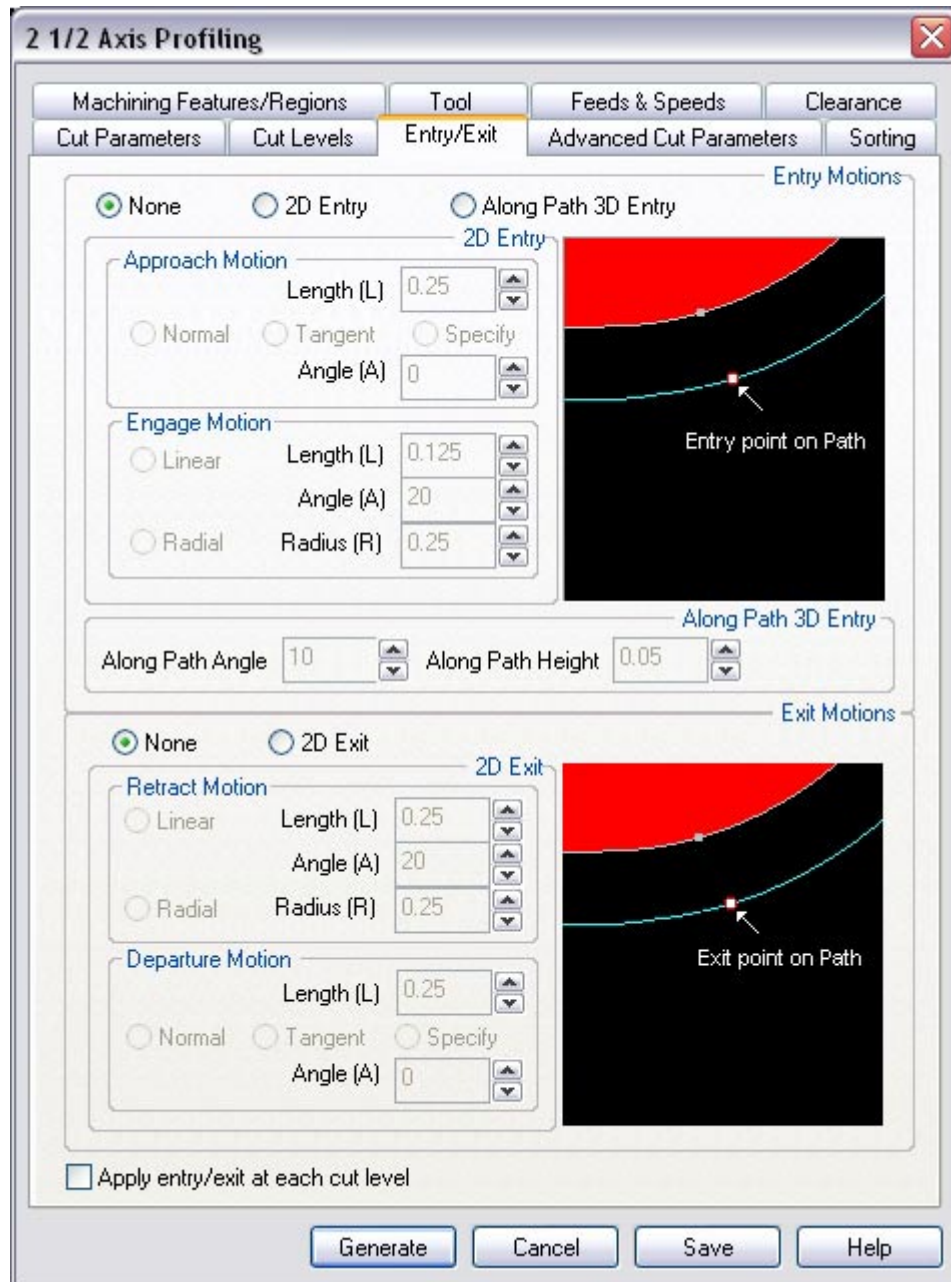 2 1/2 Axis Profiling
Machining Features/Regions Tool Feeds & Speeds Clearance
Cut Parameters Cut Levels Entry/Exit Advanced Cut Parameters Sorting
Entry Motions
None 2D Entry Along Path 3D Entry
2D Entry
Approach Motion
Length (L) 0.25
Normal Tangent Specify
Angle (A) 0
Engage Motion
Linear Length (L) 0.125
Angle (A) 20
Radial Radius (R) 0.25
Entry point on Path
Along Path 3D Entry
Along Path Angle 10 Along Path Height 0.05
Exit Motions
None 2D Exit
2D Exit
Retract Motion
Linear Length (L) 0.25
Angle (A) 20
Radial Radius (R) 0.25
Exit point on Path
Departure Motion
Length (L) 0.25
Normal Tangent Specify
Angle (A) 0
Apply entry/exit at each cut level
Generate Cancel Save Help